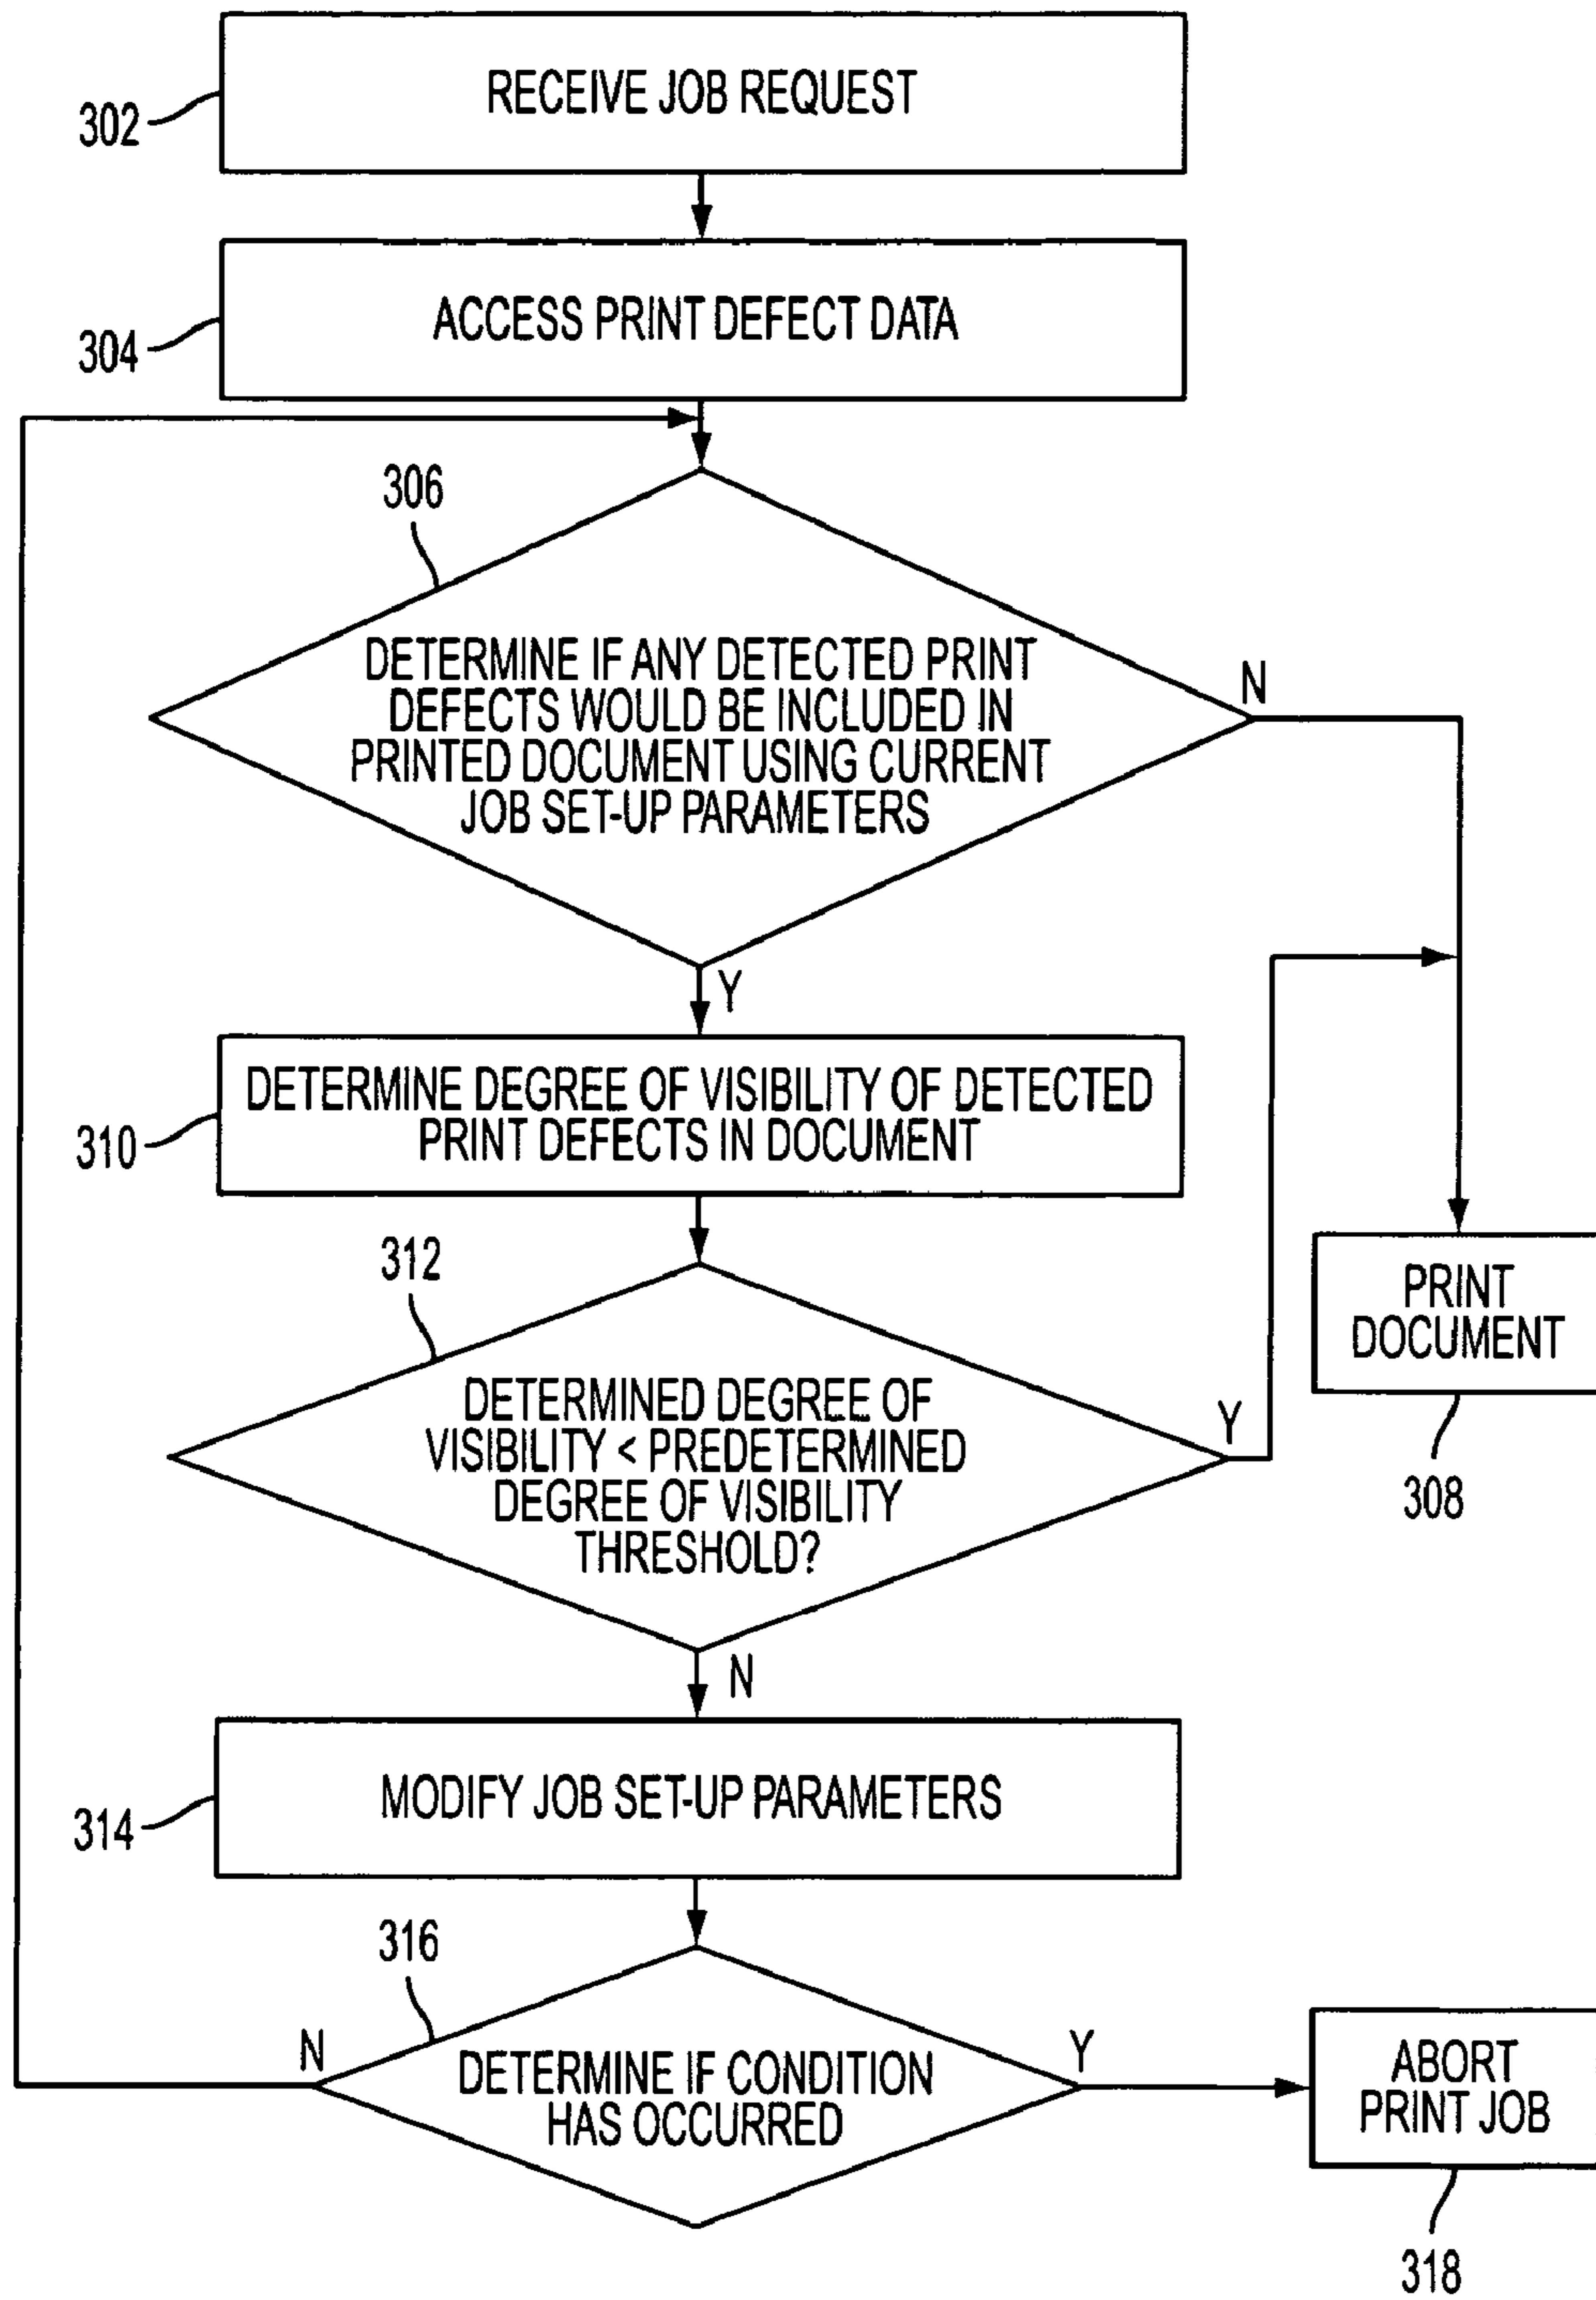 RECEIVE JOB REQUEST
302
ACCESS PRINT DEFECT DATA
304
306
DETERMINE IF ANY DETECTED PRINT
DEFECTS WOULD BE INCLUDED IN
PRINTED DOCUMENT USING CURRENT
JOB SET-UP PARAMETERS
N
Y
DETERMINE DEGREE OF VISIBILITY OF DETECTED
PRINT DEFECTS IN DOCUMENT
310
312
DETERMINED DEGREE OF
VISIBILITY < PREDETERMINED
DEGREE OF VISIBILITY
THRESHOLD?
Y
PRINT
DOCUMENT
308
N
MODIFY JOB SET-UP PARAMETERS
314
316
N
DETERMINE IF CONDITION
HAS OCCURRED
Y
ABORT
PRINT JOB
318